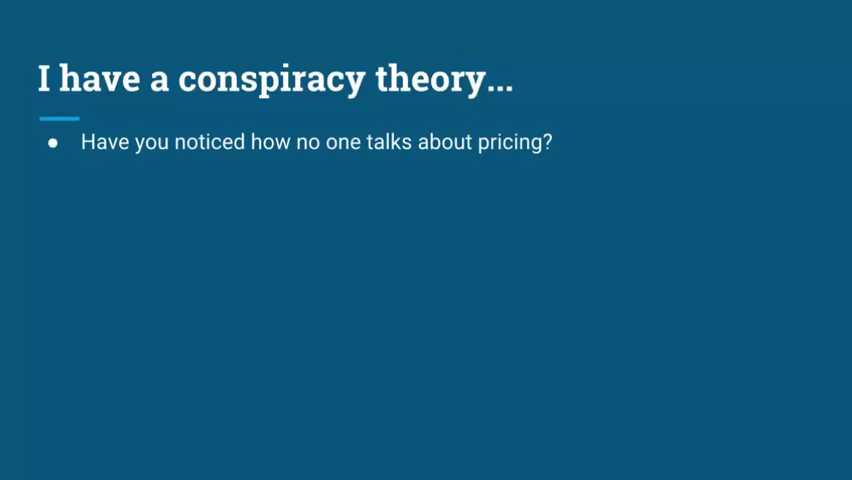 I have a conspiracy theory...
● Have you noticed how no one talks about pricing?